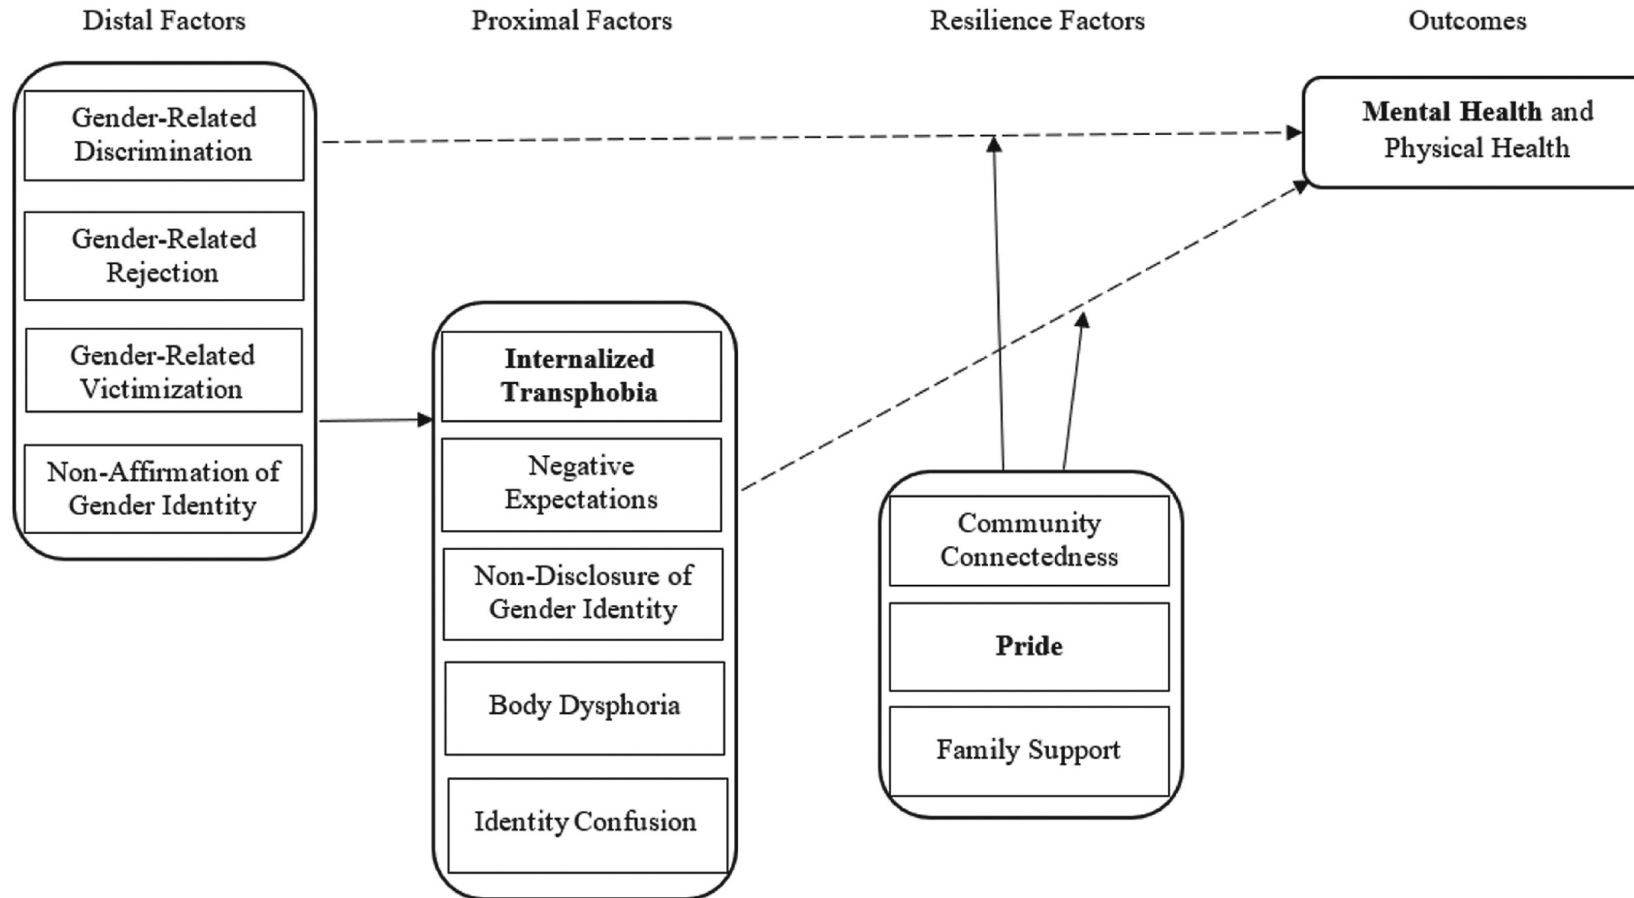 Distal Factors
Proximal Factors
Resilience Factors
Outcomes
Gender-Related
Discrimination
Gender-Related
Rejection
Gender-Related
Victimization
Non-Affirmation of
Gender Identity
Internalized
Transphobia
Negative
Expectations
Non-Disclosure of
Gender Identity
Body Dysphoria
Identity Confusion
Community
Connectedness
Pride
Family Support
Mental Health and
Physical Health